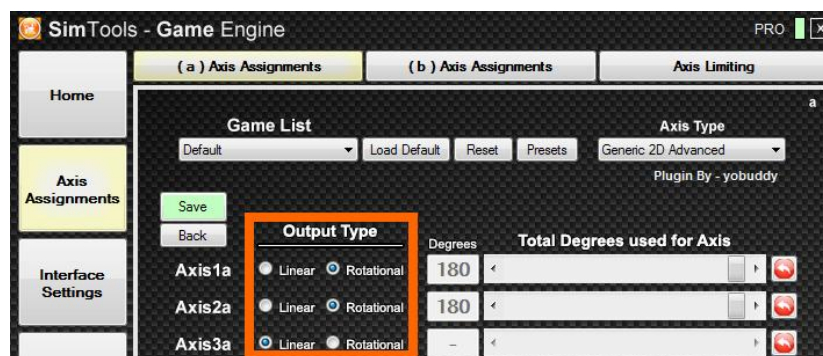 SimTools - Game Engine
PRO
X
( a ) Axis Assignments
( b ) Axis Assignments
Axis Limiting
Home
a
Game List
Axis Type
Default
Load Default
Reset
Presets
Generic 2D Advanced
Plugin By - yobuddy
Axis Assignments
Save
Back
Output Type
Degrees
Total Degrees used for Axis
Interface Settings
Axis1a
Linear
Rotational
180
Axis2a
Linear
Rotational
180
Axis3a
Linear
Rotational
-